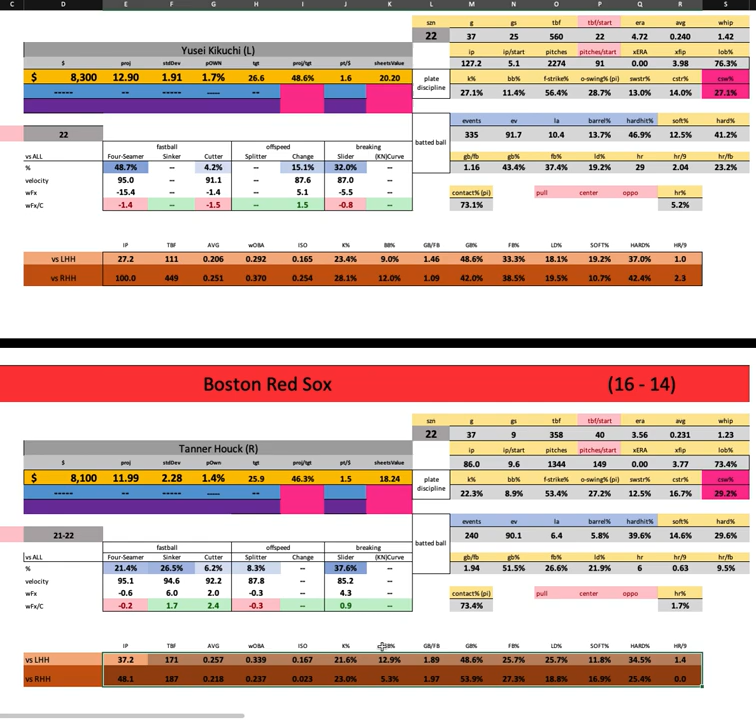 C D E F G H I J K L M N O P Q R S
szn g gs tbf tbf/start era avg whip
22 37 25 560 22 4.72 0.240 1.42
Yusei Kikuchi (L)
ip ip/start pitches pitches/start xERA xfip lob%
127.2 5.1 2274 91 0.00 3.98 76.3%
$ proj stdDev pOWN tgt proj/tgt pt/$ sheetsValue
$ 8,300 12.90 1.91 1.7% 26.6 48.6% 1.6 20.20
plate discipline
k% bb% f-strike% o-swing% (pi) swstr% cstr% csw%
27.1% 11.4% 56.4% 28.7% 13.0% 14.0% 27.1%
----- -- -- -- --
batted ball
events ev la barrel% hardhit% soft% hard%
335 91.7 10.4 13.7% 46.9% 12.5% 41.2%
22
fastball offspeed breaking
gb/fb gb% fb% ld% hr hr/9 hr/fb
1.16 43.4% 37.4% 19.2% 29 2.04 23.2%
vs ALL Four-Seamer Sinker Cutter Splitter Change Slider (KN)Curve
% 48.7% -- 4.2% -- 15.1% 32.0% --
velocity 95.0 -- 91.1 -- 87.6 87.0 --
wFx -15.4 -- -1.4 -- 5.1 -5.5 --
wFx/C -1.4 -- -1.5 -- 1.5 -0.8 --
contact% (pi) pull center oppo hr%
73.1% 5.2%
IP TBF AVG wOBA ISO K% BB% GB/FB GB% FB% LD% SOFT% HARD% HR/9
vs LHH 27.2 111 0.206 0.292 0.165 23.4% 9.0% 1.46 48.6% 33.3% 18.1% 19.2% 37.0% 1.0
vs RHH 100.0 449 0.251 0.370 0.254 28.1% 12.0% 1.09 42.0% 38.5% 19.5% 10.7% 42.4% 2.3
Boston Red Sox (16 - 14)
szn g gs tbf tbf/start era avg whip
22 37 9 358 40 3.56 0.231 1.23
Tanner Houck (R)
ip ip/start pitches pitches/start xERA xfip lob%
86.0 9.6 1344 149 0.00 3.77 73.4%
$ proj stdDev pOwn tgt proj/tgt pt/$ sheetsValue
$ 8,100 11.99 2.28 1.4% 25.9 46.3% 1.5 18.24
plate discipline
k% bb% f-strike% o-swing% (pi) swstr% cstr% csw%
22.3% 8.9% 53.4% 27.2% 12.5% 16.7% 29.2%
----- -- -- -- --
batted ball
events ev la barrel% hardhit% soft% hard%
240 90.1 6.4 5.8% 39.6% 14.6% 29.6%
21-22
fastball offspeed breaking
gb/fb gb% fb% ld% hr hr/9 hr/fb
1.94 51.5% 26.6% 21.9% 6 0.63 9.5%
vs ALL Four-Seamer Sinker Cutter Splitter Change Slider (KN)Curve
% 21.4% 26.5% 6.2% 8.3% -- 37.6% --
velocity 95.1 94.6 92.2 87.8 -- 85.2 --
wFx -0.6 6.0 2.0 -0.3 -- 4.3 --
wFx/C -0.2 1.7 2.4 -0.3 -- 0.9 --
contact% (pi) pull center oppo hr%
73.4% 1.7%
IP TBF AVG wOBA ISO K% BB% GB/FB GB% FB% LD% SOFT% HARD% HR/9
vs LHH 37.2 171 0.257 0.339 0.167 21.6% 12.9% 1.89 48.6% 25.7% 25.7% 11.8% 34.5% 1.4
vs RHH 48.1 187 0.218 0.237 0.023 23.0% 5.3% 1.97 53.9% 27.3% 18.8% 16.9% 25.4% 0.0